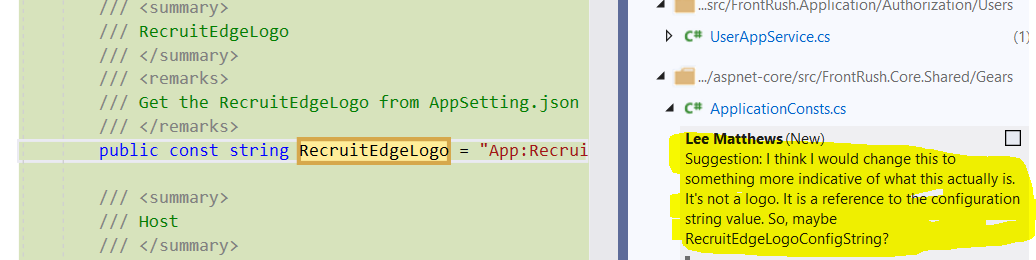 /// <summary>
/// RecruitEdgeLogo
/// </summary>
/// <remarks>
/// Get the RecruitEdgeLogo from AppSetting.json
/// </remarks>
public const string RecruitEdgeLogo = "App:Recrui
/// <summary>
/// Host
/// </summary>
...src/FrontRush.Application/Authorization/Users
C# UserAppService.cs (1)
.../aspnet-core/src/FrontRush.Core.Shared/Gears
C# ApplicationConsts.cs
Lee Matthews (New)
Suggestion: I think I would change this to
something more indicative of what this actually is.
It's not a logo. It is a reference to the configuration
string value. So, maybe
RecruitEdgeLogoConfigString?